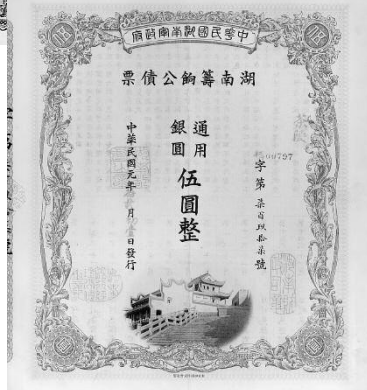 府政軍南湖國民華中
票債公餉籌南湖
通用
銀圓
伍圓整
字第柒百玖拾柒號
00797
中華民國元年 月 日發行